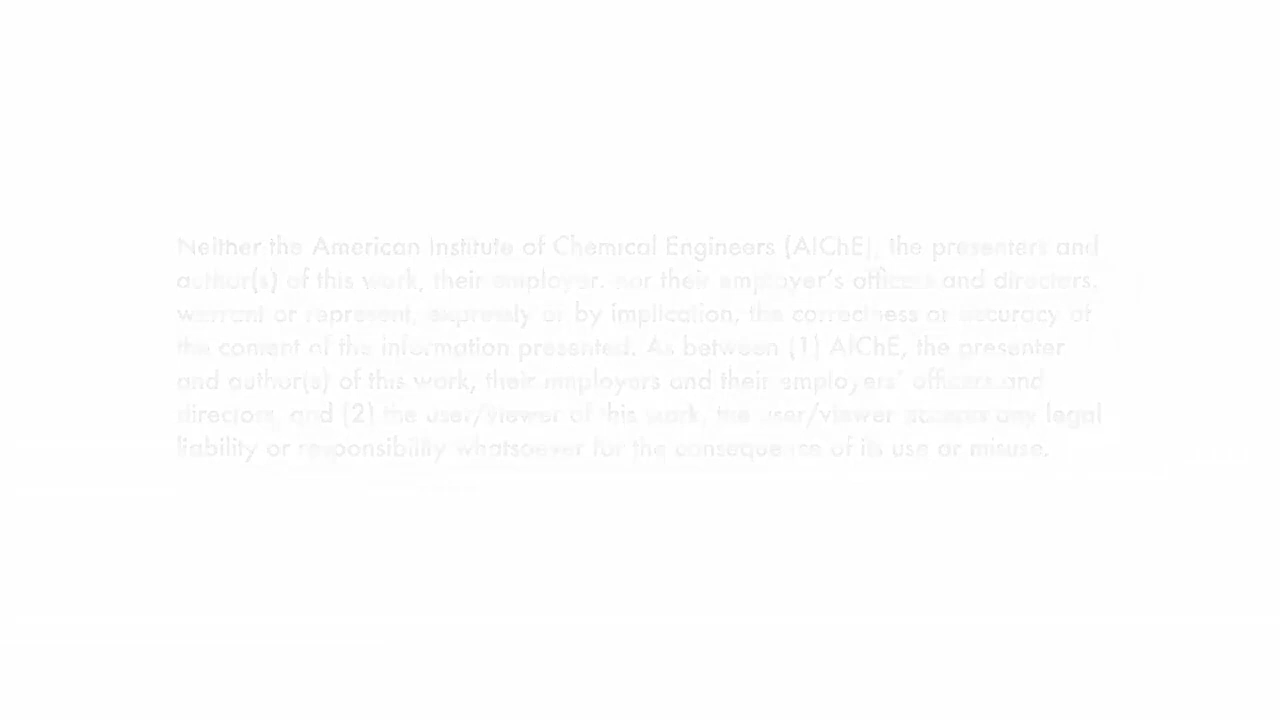 Neither the American Institute of Chemical Engineers (AIChE), the presenters and
author(s) of this work, their employer, nor their employer's officers and directors,
warrant or represent, expressly or by implication, the correctness or accuracy of
the content of the information presented. As between (1) AIChE, the presenter
and author(s) of this work, their employers and their employers' officers and
directors, and (2) the user/viewer of this work, the user/viewer accepts any legal
liability or responsibility whatsoever for the consequence of its use or misuse.